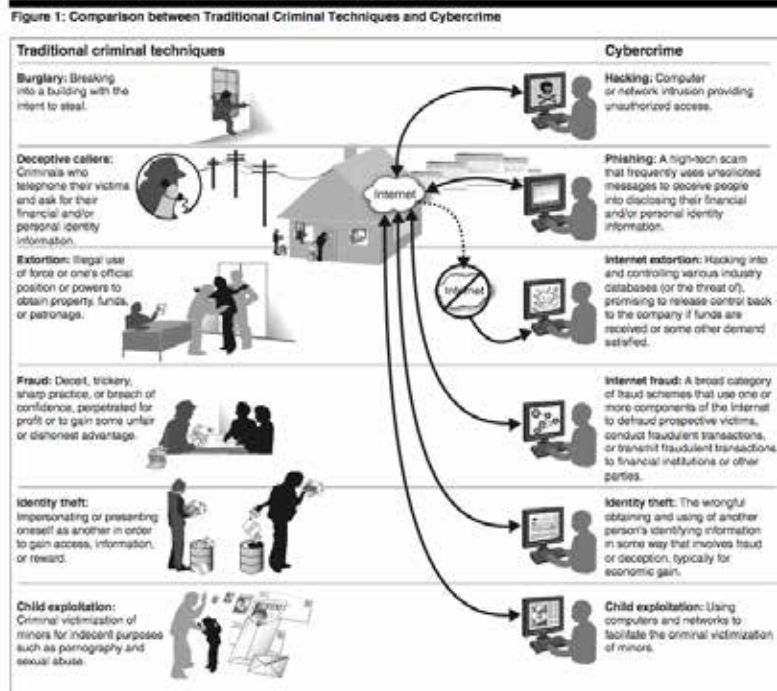 Figure 1: Comparison between Traditional Criminal Techniques and Cybercrime
Traditional criminal techniques
Cybercrime
Burglary: Breaking
into a building with the
intent to steal.
Hacking: Computer
or network intrusion providing
unauthorized access.
Deceptive callers:
Criminals who
telephone their victims
and ask for their
financial and/or
personal identity
information.
Internet
Phishing: A high-tech scam
that frequently uses unsolicited
messages to deceive people
into disclosing their financial
and/or personal identity
information.
Extortion: Illegal use
of force or one's official
position or powers to
obtain property, funds,
or patronage.
Internet
Internet extortion: Hacking into
and controlling various industry
databases (or the threat of),
promising to release control back
to the company if funds are
received or some other demand
satisfied.
Fraud: Deceit, trickery,
sharp practice, or breach of
confidence, perpetrated for
profit or to gain some unfair
or dishonest advantage.
Internet fraud: A broad category
of fraud schemes that use one or
more components of the Internet
to defraud prospective victims,
conduct fraudulent transactions,
or transmit fraudulent transactions
to financial institutions or other
parties.
Identity theft:
Impersonating or presenting
oneself as another in order
to gain access, information,
or reward.
Identity theft: The wrongful
obtaining and using of another
person's identifying information
in some way that involves fraud
or deception, typically for
economic gain.
Child exploitation:
Criminal victimization of
minors for indecent purposes
such as pornography and
sexual abuse.
Child exploitation: Using
computers and networks to
facilitate the criminal victimization
of minors.